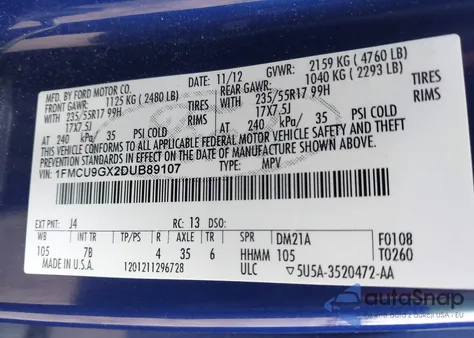 MFD. BY FORD MOTOR CO.
DATE: 11/12 GVWR: 2159 KG ( 4760 LB)
FRONT GAWR: 1125 KG ( 2480 LB) REAR GAWR: 1040 KG ( 2293 LB)
WITH 235/55R17 99H TIRES WITH 235/55R17 99H TIRES
17X7.5J RIMS 17X7.5J RIMS
AT 240 kPa/ 35 PSI COLD AT 240 kPa/ 35 PSI COLD
THIS VEHICLE CONFORMS TO ALL APPLICABLE FEDERAL MOTOR VEHICLE SAFETY AND THEFT
PREVENTION STANDARDS IN EFFECT ON THE DATE OF MANUFACTURE SHOWN ABOVE.
VIN: 1FMCU9GX2DUB89107
TYPE: MPV
EXT PNT: J4 RC: 13 DSO:
WB INT TR TP/PS R AXLE TR SPR DM21A F0108
105 7B 4 35 6 HHMM 105 T0260
MADE IN U.S.A. 1201211296728 ULC 5U5A-3520472-AA
autoSnap
auta z aukcji USA - EU